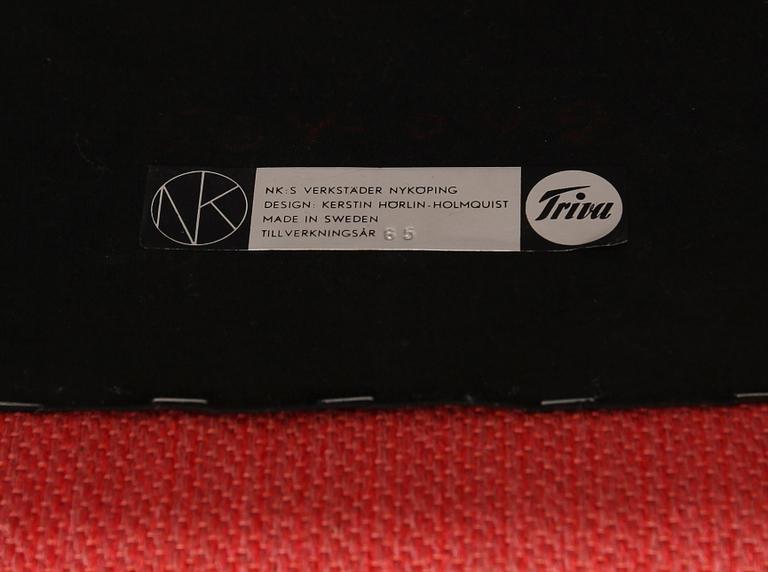 NK
NK:S VERKSTÄDER NYKÖPING
DESIGN: KERSTIN HÖRLIN-HOLMQUIST
MADE IN SWEDEN
TILLVERKNINGSÅR 65
Triva